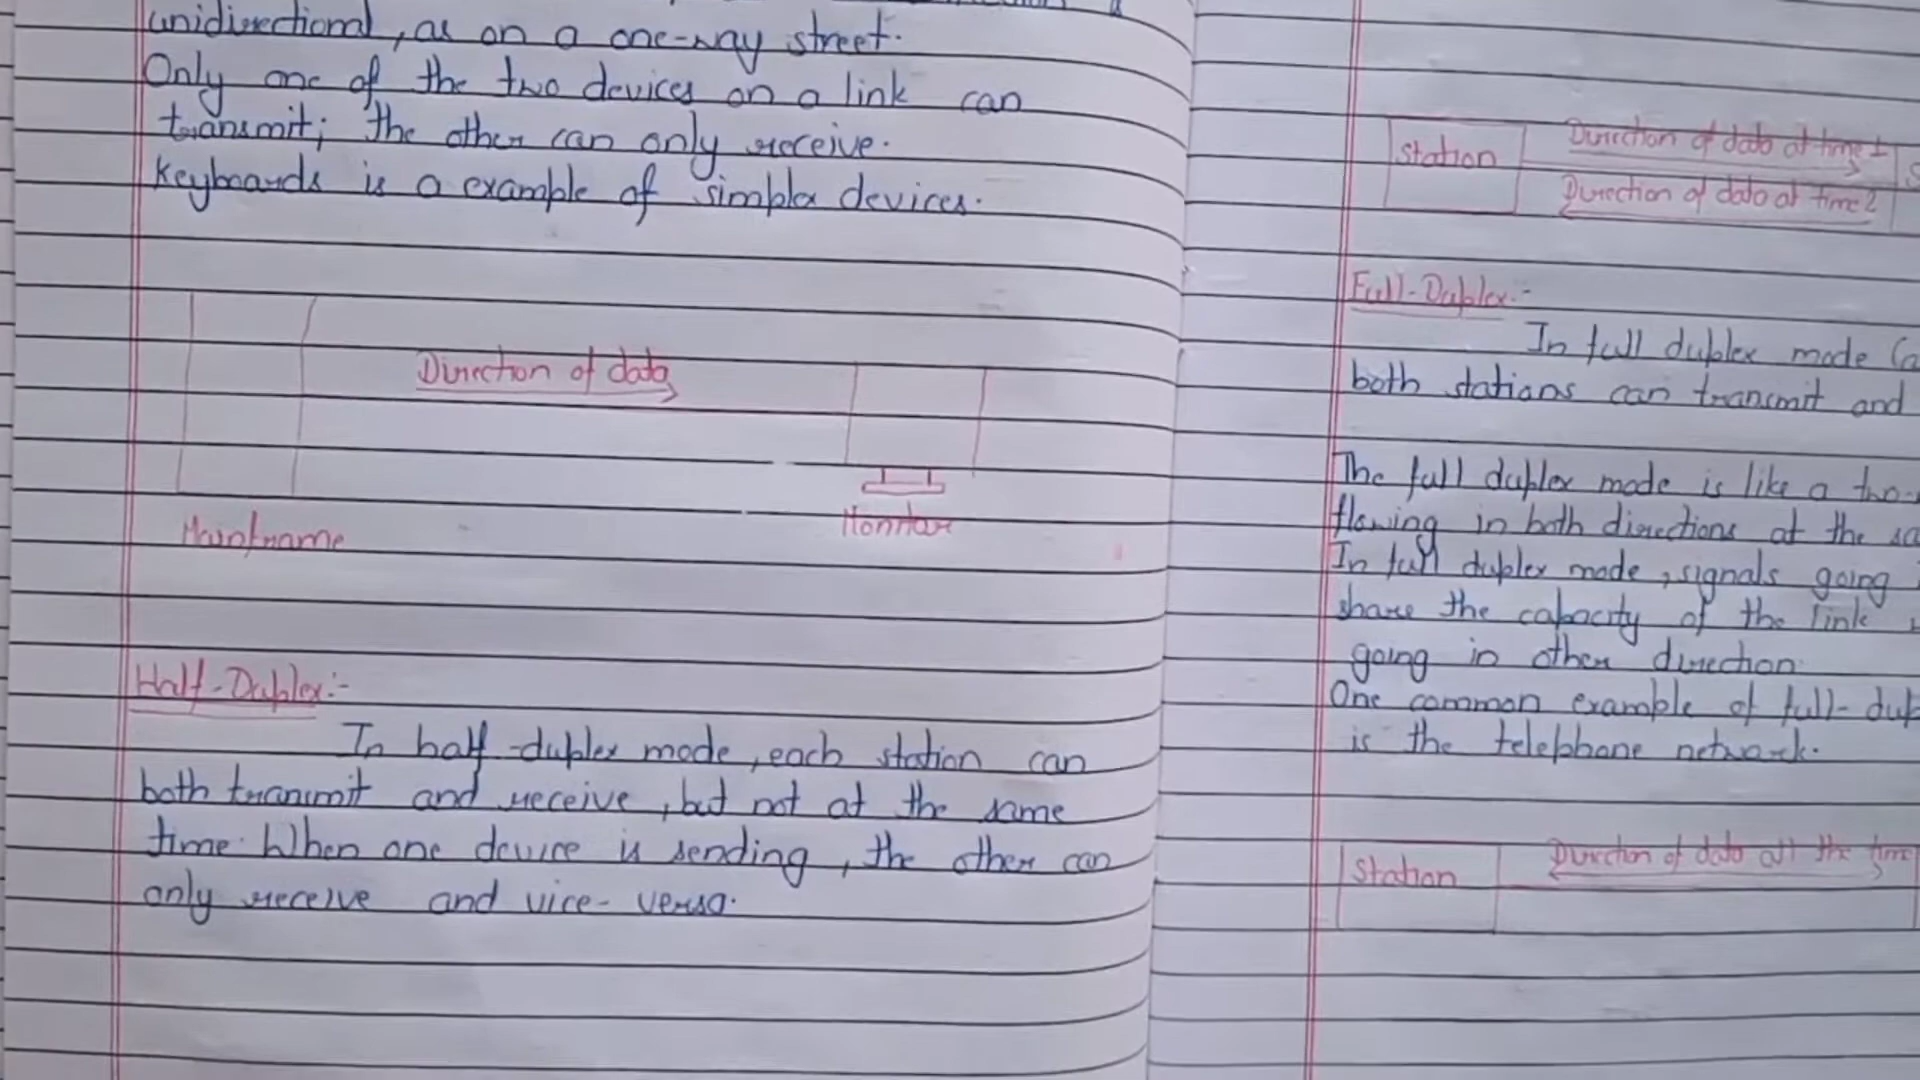 unidirectional, as on a one-way street.
Only one of the two devices on a link can
transmit; the other can only receive.
Keyboards is a example of simplex devices.
Direction of data
Mainframe
Monitor
Half-Duplex:-
In half-duplex mode, each station can
both transmit and receive, but not at the same
time. When one device is sending, the other can
only receive and vice-versa.
Station
Direction of data at time 1
Direction of data at time 2
Full-Duplex:-
In full duplex mode
both stations can transmit and
The full duplex mode is like a two-
flowing in both directions at the
In full duplex mode, signals going
share the capacity of the link
going in other direction.
One common example of full-
is the telephone network.
Station
Direction of data all the time